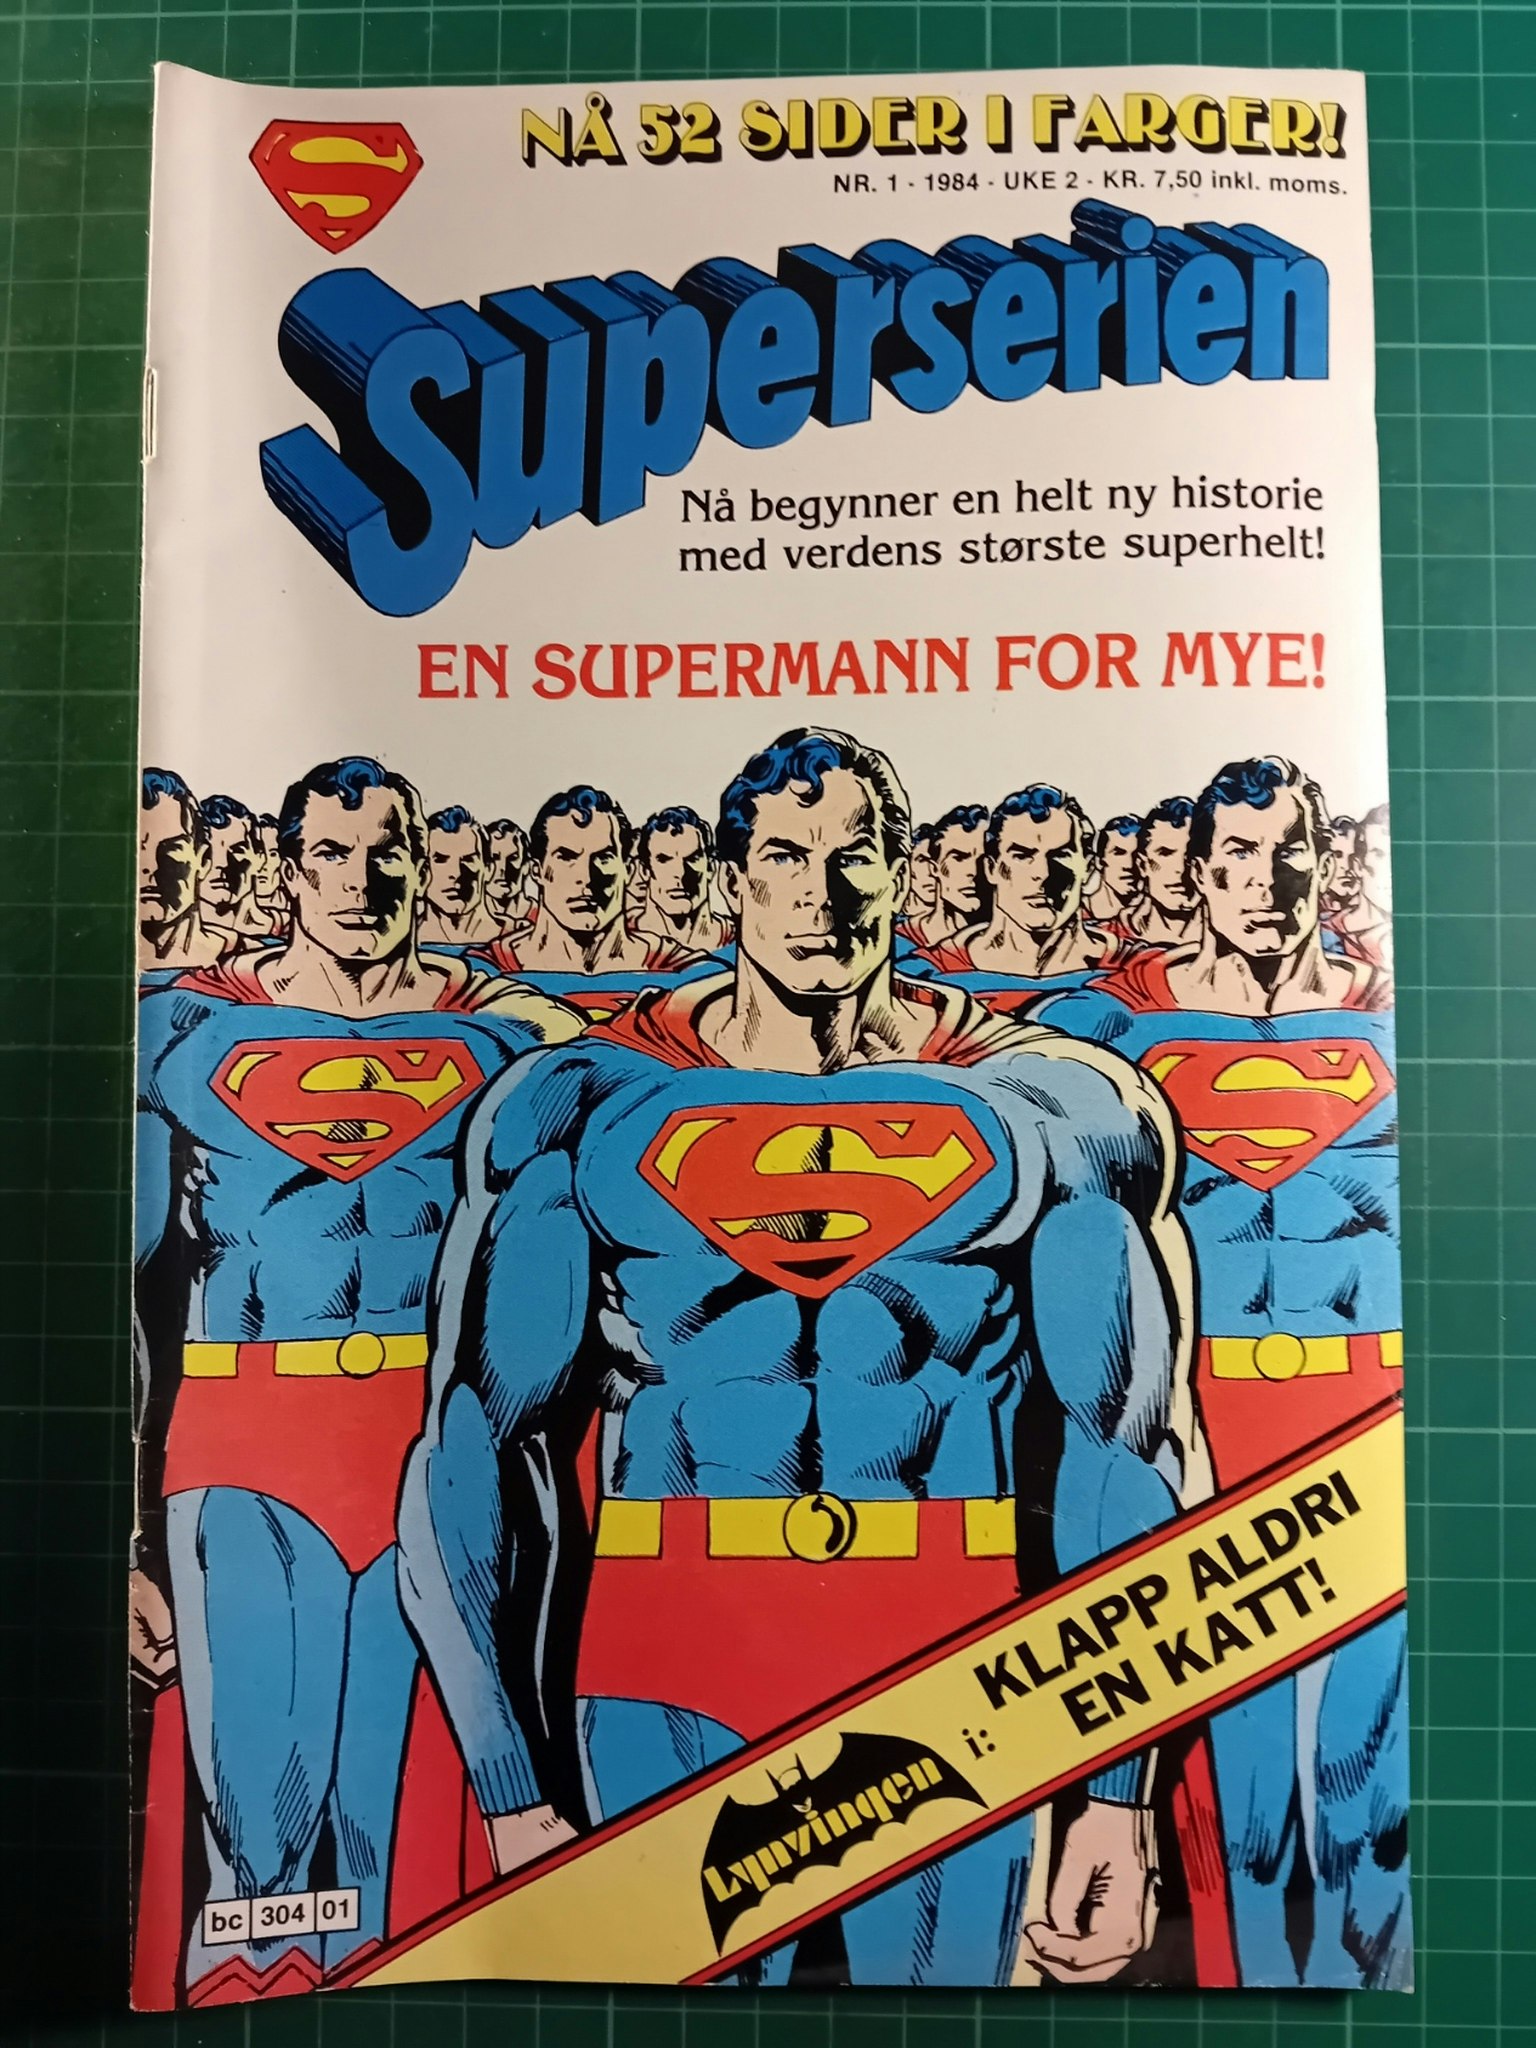 NÅ 52 SIDER I FARGER!
NR. 1 - 1984 - UKE 2 - KR. 7,50 inkl. moms.
S
Superserien
Nå begynner en helt ny historie
med verdens største superhelt!
EN SUPERMANN FOR MYE!
S
S
S
Lynvingen i: KLAPP ALDRI
EN KATT!
bc 304 01